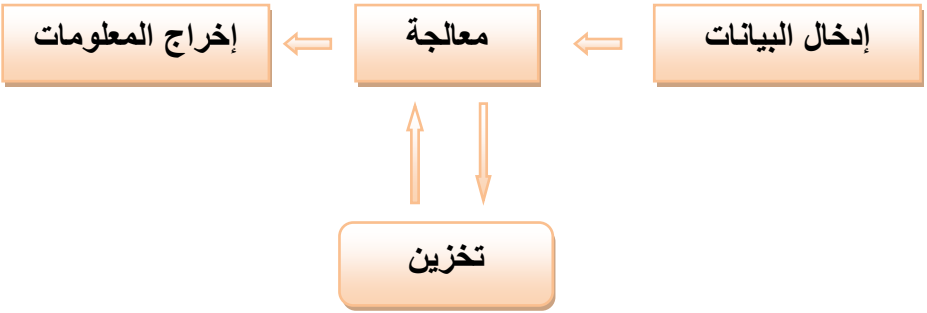 إدخال البيانات
معالجة
إخراج المعلومات
تخزين